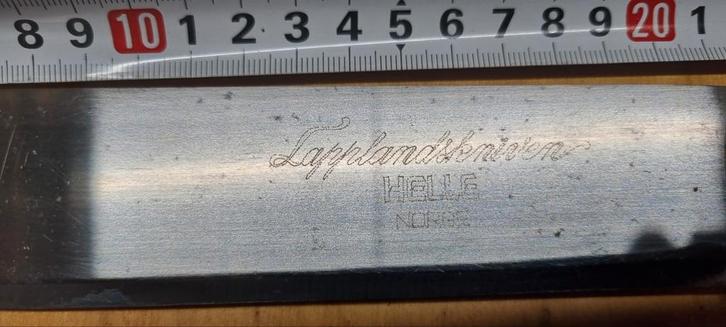 8 9 10 1 2 3 4 5 6 7 8 9 20 1
Lapplandskniven
HELLE
NORGE